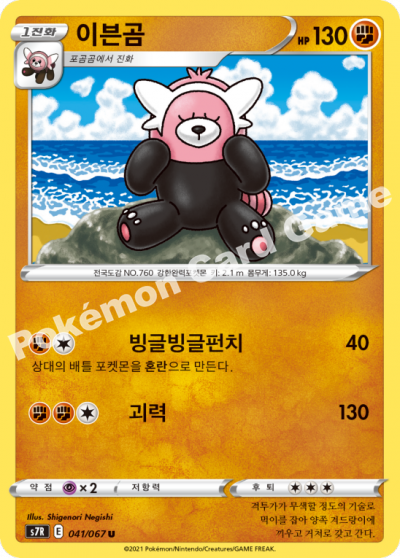 1진화
이븐곰
HP 130
포곰곰에서 진화
전국도감 NO.760 강한완력포켓몬 키: 2.1 m 몸무게: 135.0 kg
Pokémon Card Game
빙글빙글펀치 40
상대의 배틀 포켓몬을 혼란으로 만든다.
괴력 130
약점 ×2 저항력 후퇴
Illus. Shigenori Negishi
격투가가 무색할 정도의 기술로
먹이를 잡아 양쪽 겨드랑이에
끼우고 거처로 갖고 간다.
s7R E 041/067 U
©2021 Pokémon/Nintendo/Creatures/GAME FREAK.